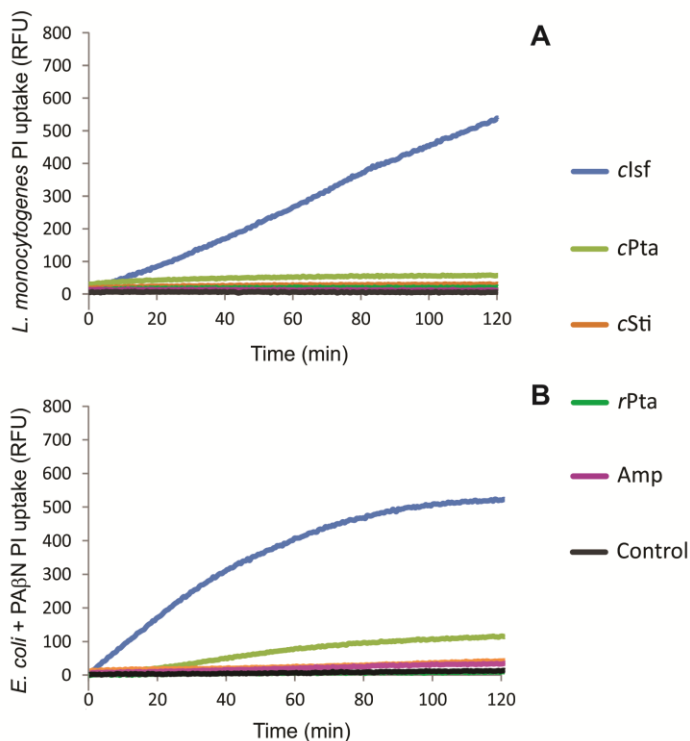 L. monocytogenes PI uptake (RFU)
800
700
600
500
400
300
200
100
0
0 20 40 60 80 100 120
Time (min)
A
cIsf
cPta
cSti
rPta
Amp
Control
B
E. coli + PAβN PI uptake (RFU)
800
700
600
500
400
300
200
100
0
0 20 40 60 80 100 120
Time (min)